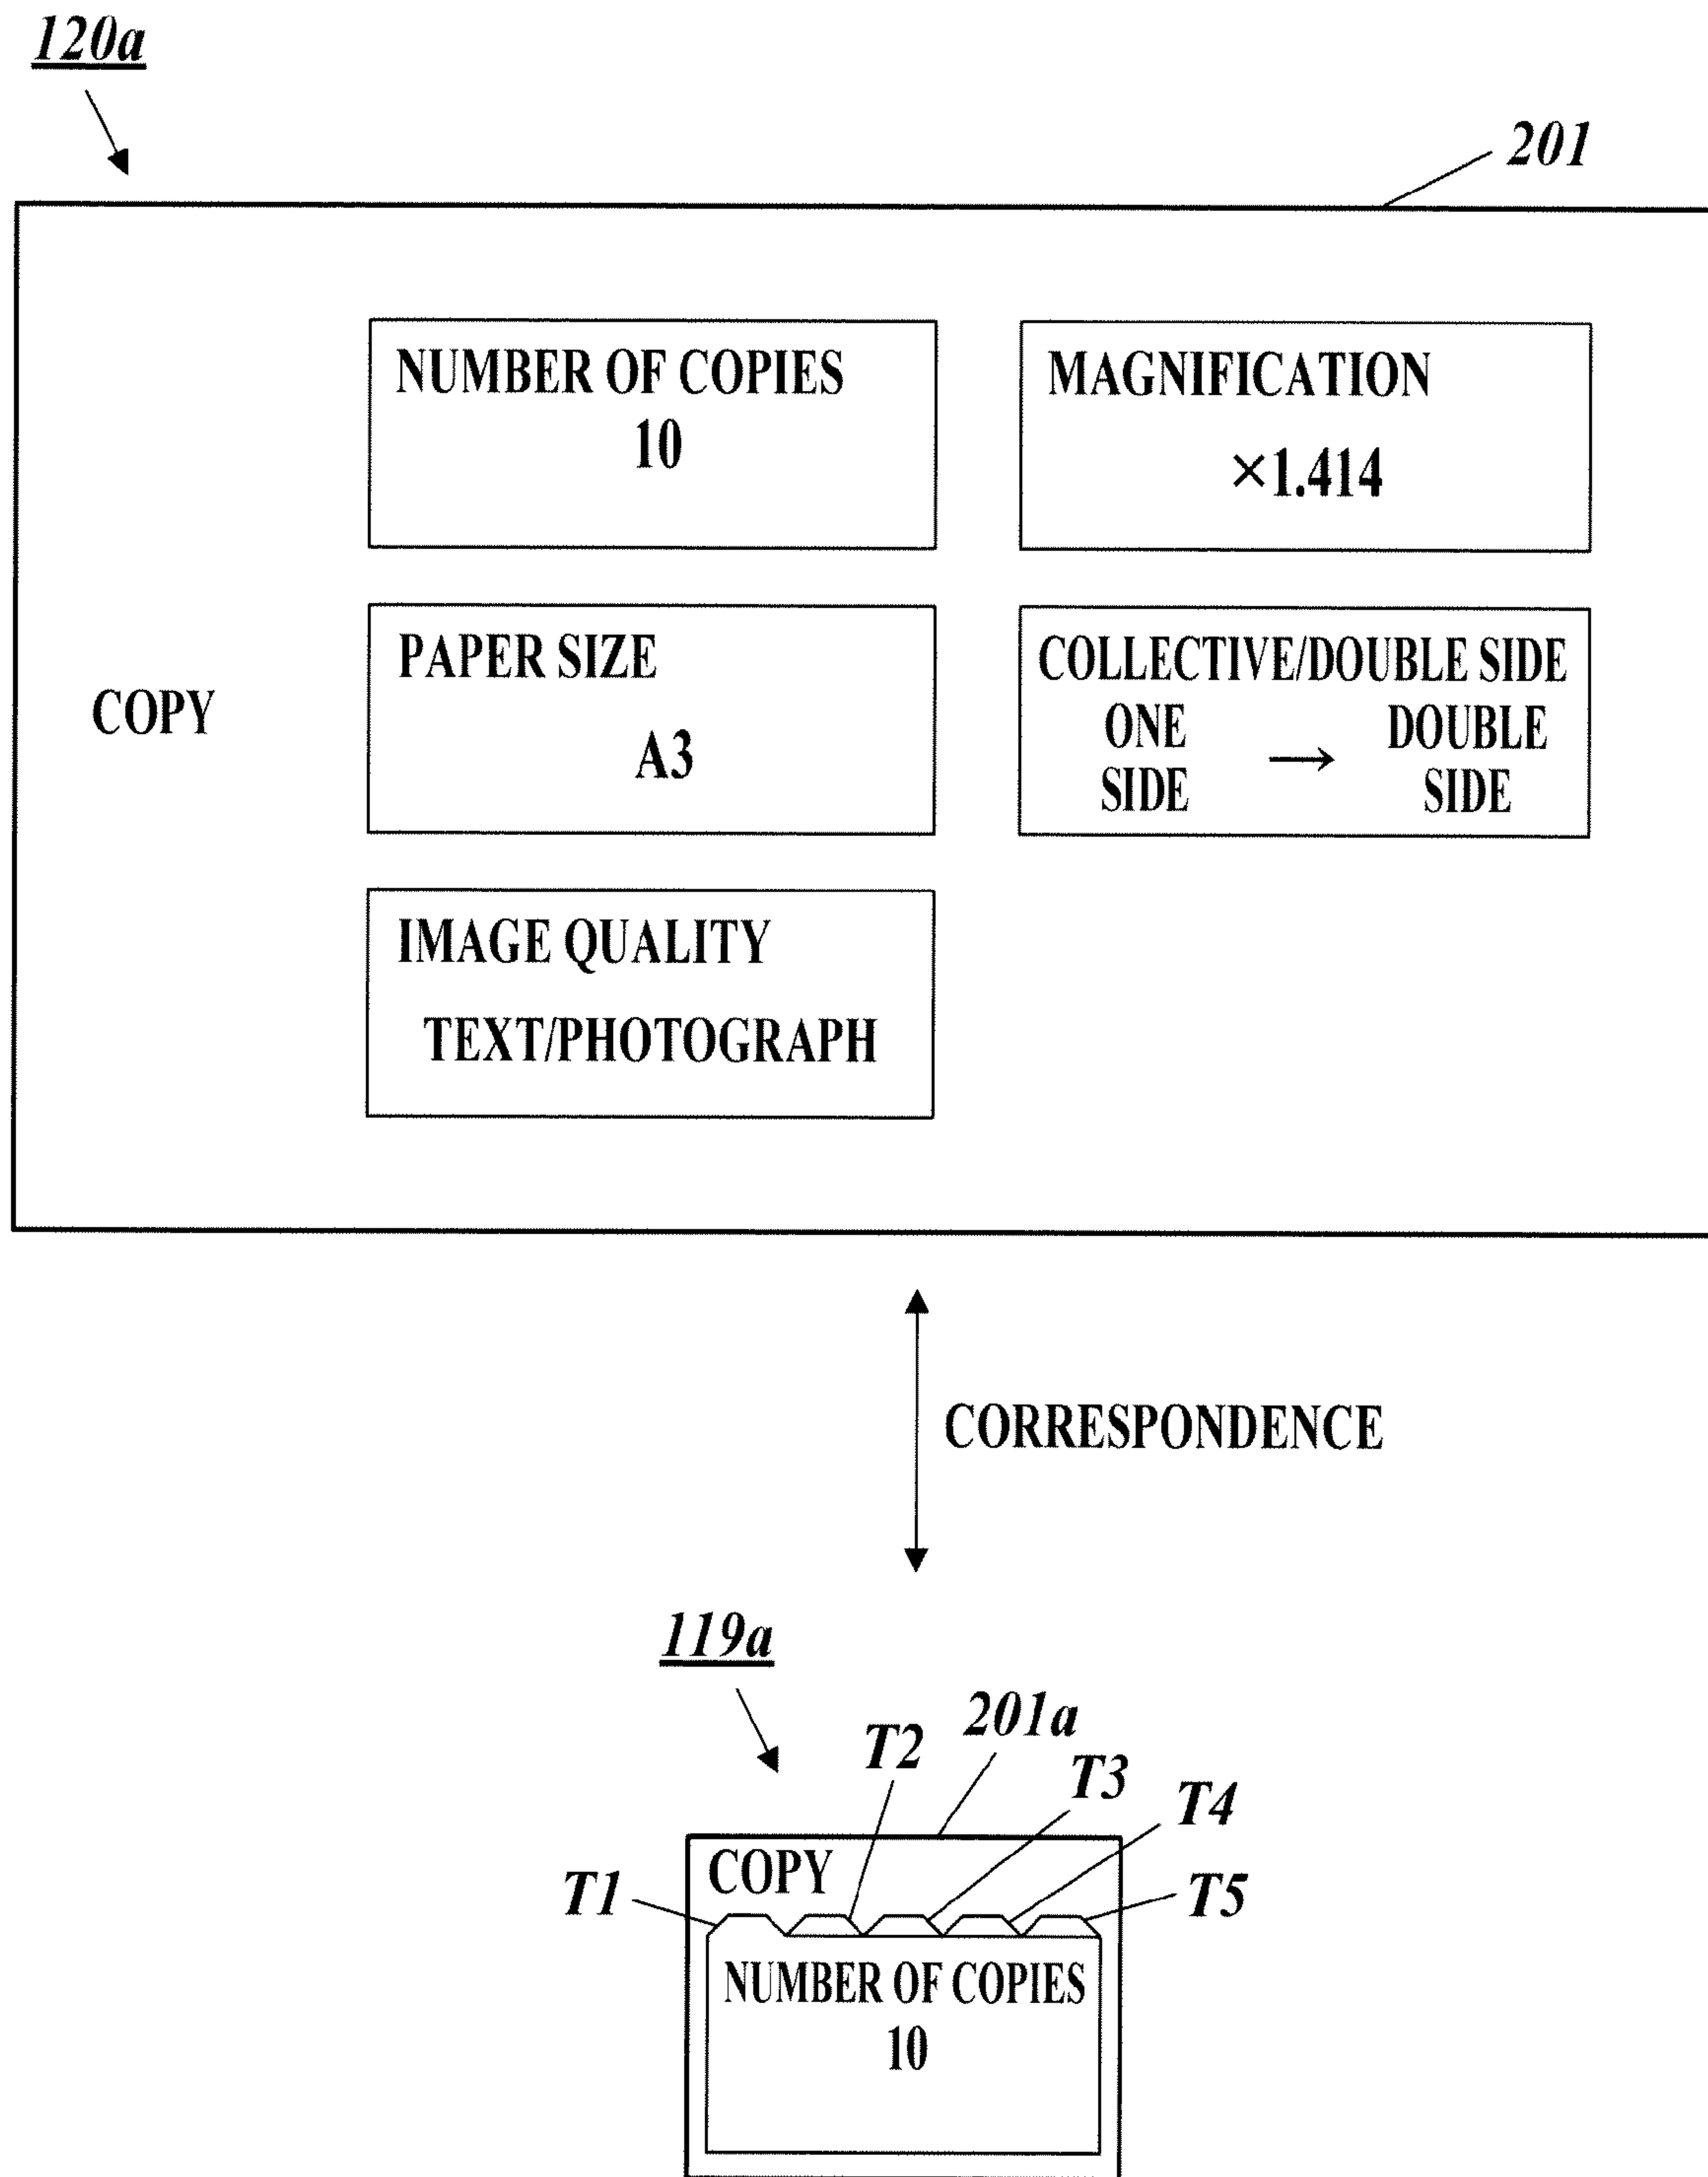 120a
201
NUMBER OF COPIES
10
MAGNIFICATION
×1.414
COPY
PAPER SIZE
A3
COLLECTIVE/DOUBLE SIDE
ONE SIDE → DOUBLE SIDE
IMAGE QUALITY
TEXT/PHOTOGRAPH
CORRESPONDENCE
119a
201a
T2
T3
T4
T1
T5
COPY
NUMBER OF COPIES
10